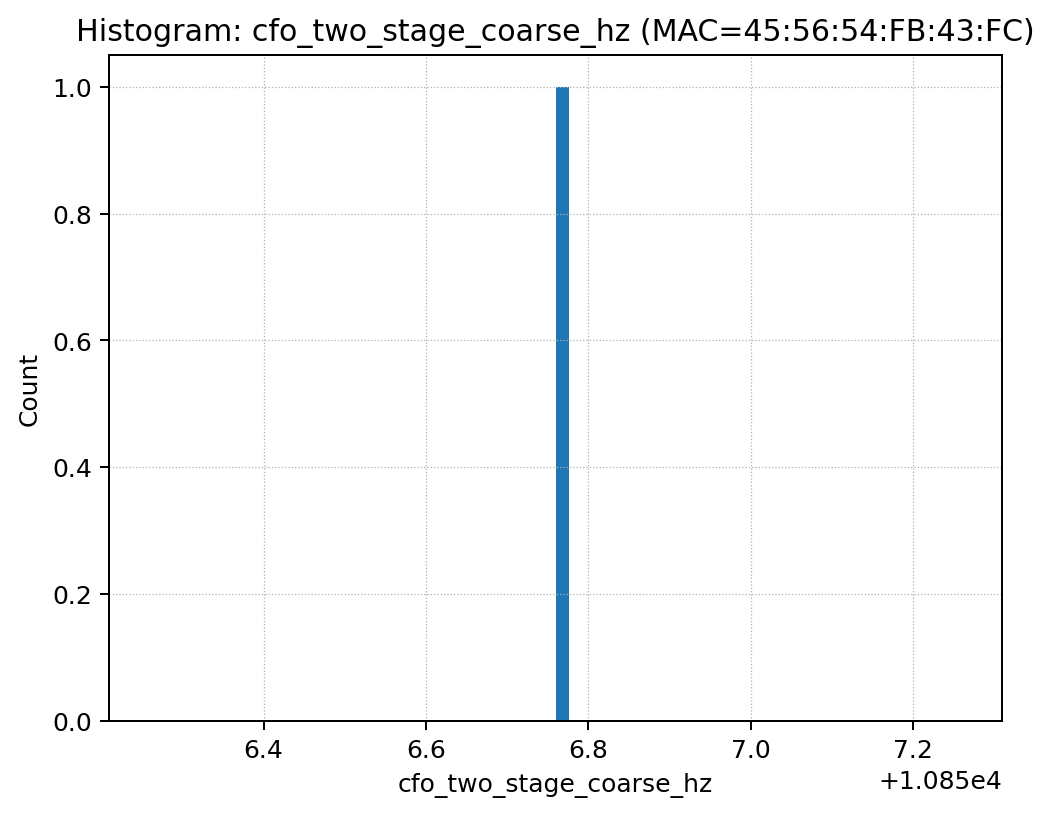 Histogram: cfo_two_stage_coarse_hz (MAC=45:56:54:FB:43:FC)
1.0
0.8
0.6
0.4
0.2
0.0
Count
6.4 6.6 6.8 7.0 7.2
cfo_two_stage_coarse_hz
+1.085e4